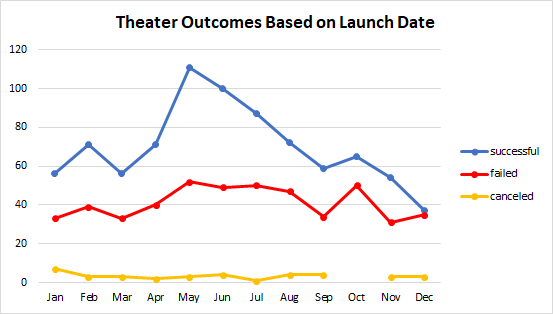 Theater Outcomes Based on Launch Date
120
100
80
60
40
20
0
Jan Feb Mar Apr May Jun Jul Aug Sep Oct Nov Dec
successful
failed
canceled